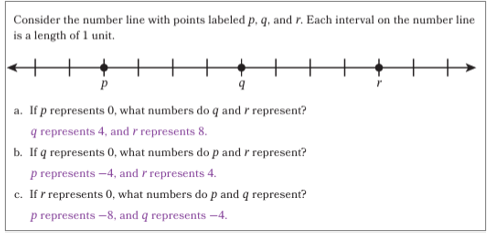 Consider the number line with points labeled p, q, and r. Each interval on the number line
is a length of 1 unit.
p q r
a. If p represents 0, what numbers do q and r represent?
q represents 4, and r represents 8.
b. If q represents 0, what numbers do p and r represent?
p represents −4, and r represents 4.
c. If r represents 0, what numbers do p and q represent?
p represents −8, and q represents −4.